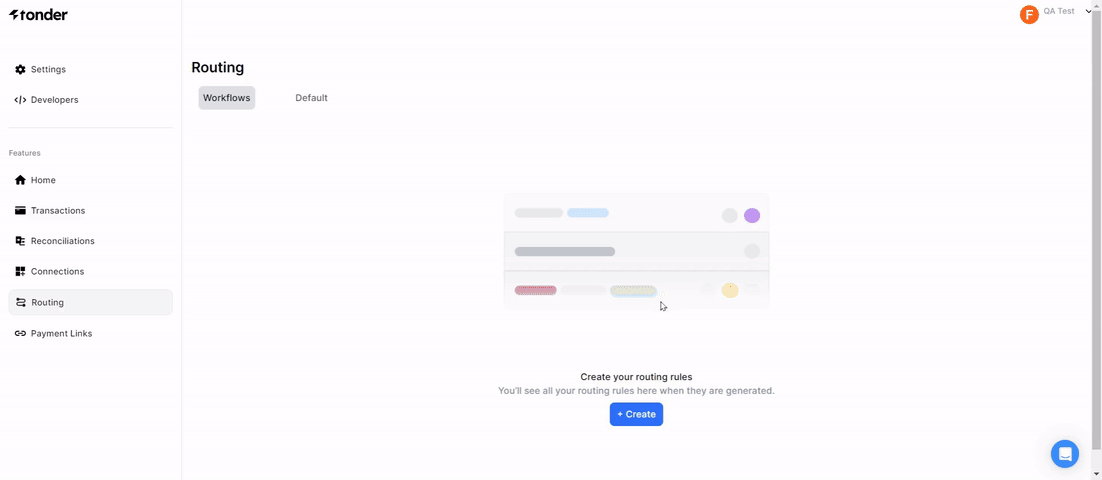 tonder
QA Test
Settings
Developers
Features
Home
Transactions
Reconciliations
Connections
Routing
Payment Links
Routing
Workflows
Default
Create your routing rules
You'll see all your routing rules here when they are generated.
+ Create
F